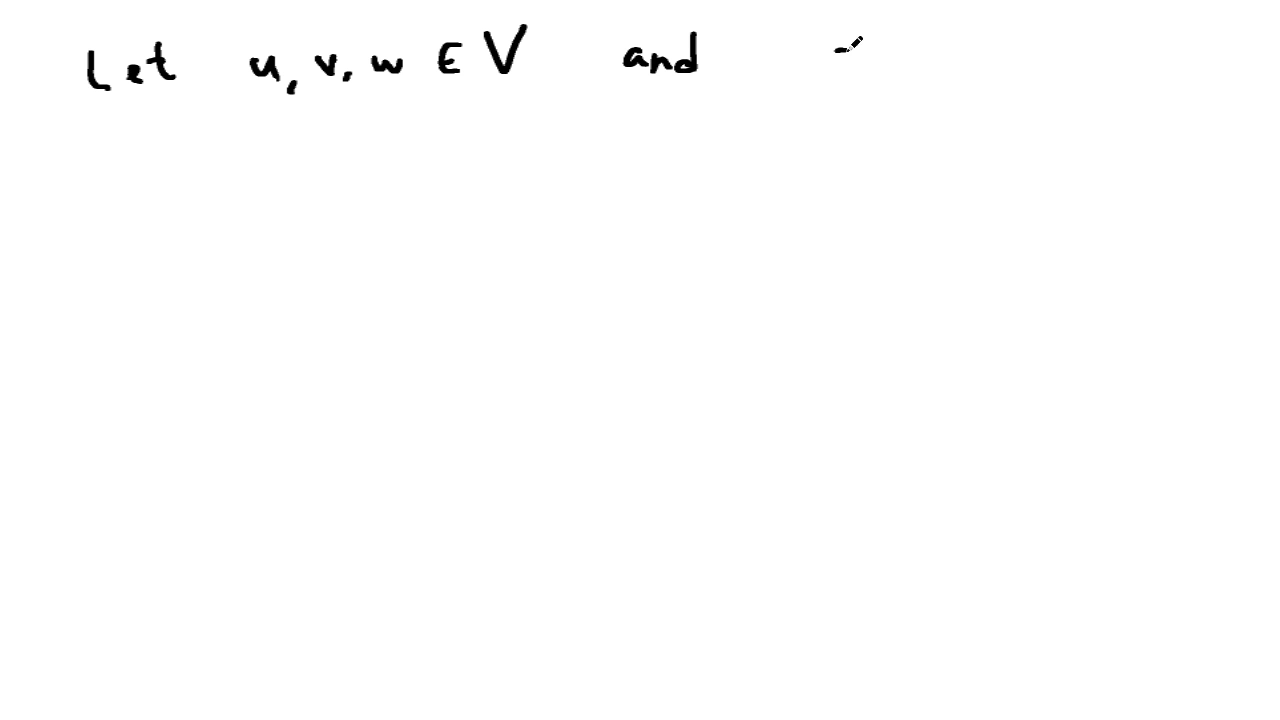 Let u, v, w ∈ V and